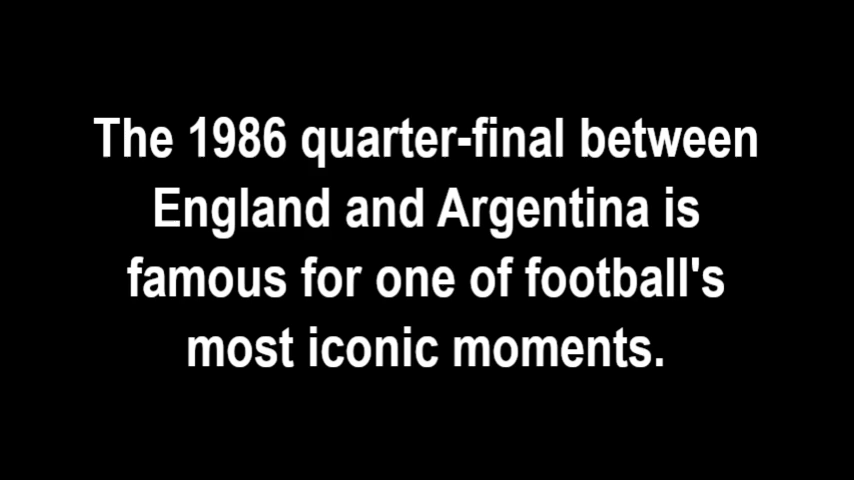 The 1986 quarter-final between
England and Argentina is
famous for one of football's
most iconic moments.